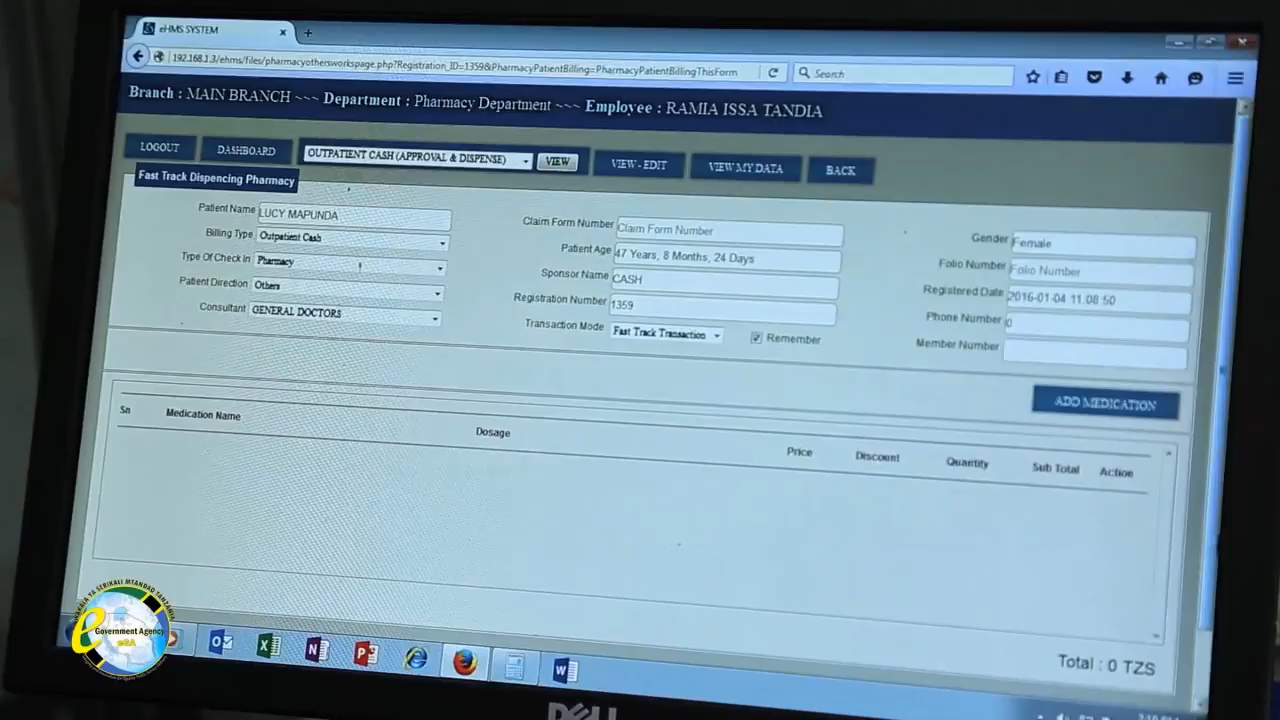 eHMS SYSTEM
192.168.1.3/ehms/files/pharmacyothersworkspage.php?Registration_ID=1359&PharmacyPatientBilling=PharmacyPatientBillingThisForm
Search
Branch : MAIN BRANCH ~~~ Department : Pharmacy Department ~~~ Employee : RAMIA ISSA TANDIA
LOGOUT DASHBOARD OUTPATIENT CASH (APPROVAL & DISPENSE) VIEW VIEW - EDIT VIEW MY DATA BACK
Fast Track Dispencing Pharmacy
Patient Name LUCY MAPUNDA Claim Form Number Claim Form Number Gender Female
Billing Type Outpatient Cash Patient Age 47 Years, 8 Months, 24 Days Folio Number Folio Number
Type Of Check In Pharmacy Sponsor Name CASH Registered Date 2016-01-04 11:08:50
Patient Direction Others Registration Number 1359 Phone Number 0
Consultant GENERAL DOCTORS Transaction Mode Fast Track Transaction Remember Member Number
ADD MEDICATION
Sn Medication Name Dosage Price Discount Quantity Sub Total Action
Total : 0 TZS
WAKALA YA SERIKALI MTANDAO TANZANIA
e Government Agency
eGA
DELL